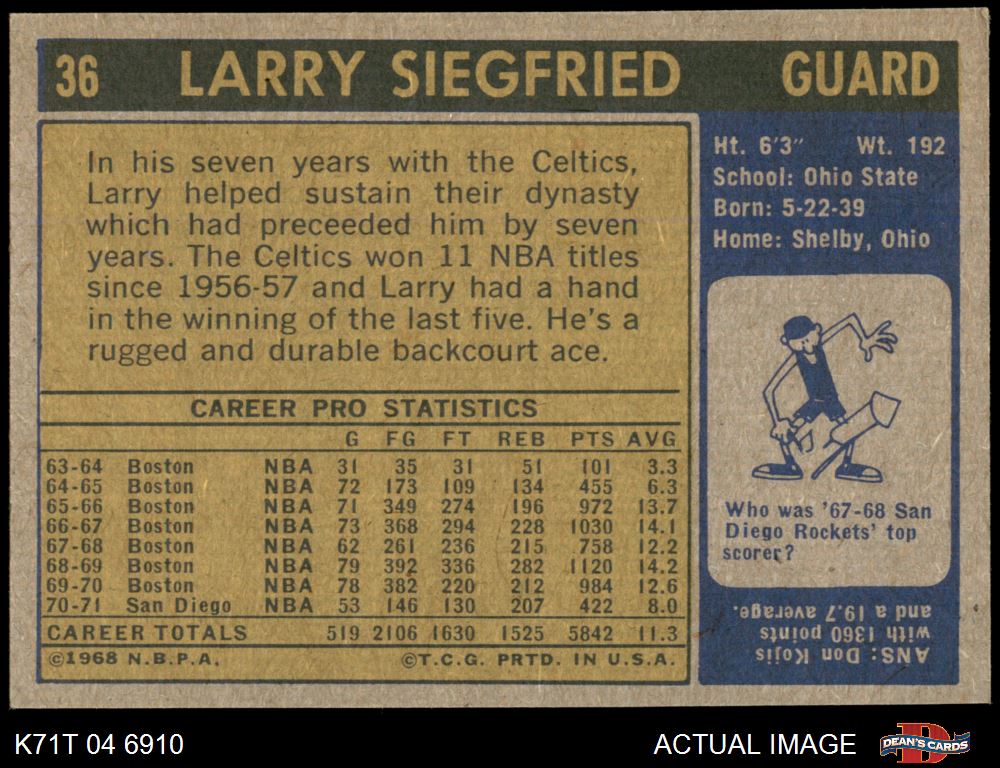 36 LARRY SIEGFRIED GUARD
In his seven years with the Celtics,
Larry helped sustain their dynasty
which had preceeded him by seven
years. The Celtics won 11 NBA titles
since 1956-57 and Larry had a hand
in the winning of the last five. He's a
rugged and durable backcourt ace.
CAREER PRO STATISTICS
G FG FT REB PTS AVG
63-64 Boston NBA 31 35 31 51 101 3.3
64-65 Boston NBA 72 173 109 134 455 6.3
65-66 Boston NBA 71 349 274 196 972 13.7
66-67 Boston NBA 73 368 294 228 1030 14.1
67-68 Boston NBA 62 261 236 215 758 12.2
68-69 Boston NBA 79 392 336 282 1120 14.2
69-70 Boston NBA 78 382 220 212 984 12.6
70-71 San Diego NBA 53 146 130 207 422 8.0
CAREER TOTALS 519 2106 1630 1525 5842 11.3
©1968 N.B.P.A. ©T.C.G. PRTD. IN U.S.A.
Ht. 6'3" Wt. 192
School: Ohio State
Born: 5-22-39
Home: Shelby, Ohio
Who was '67-68 San
Diego Rockets' top
scorer?
ANS: Don Kojis
with 1360 points
and a 19.7 average.
K71T 04 6910 ACTUAL IMAGE DEAN'S CARDS